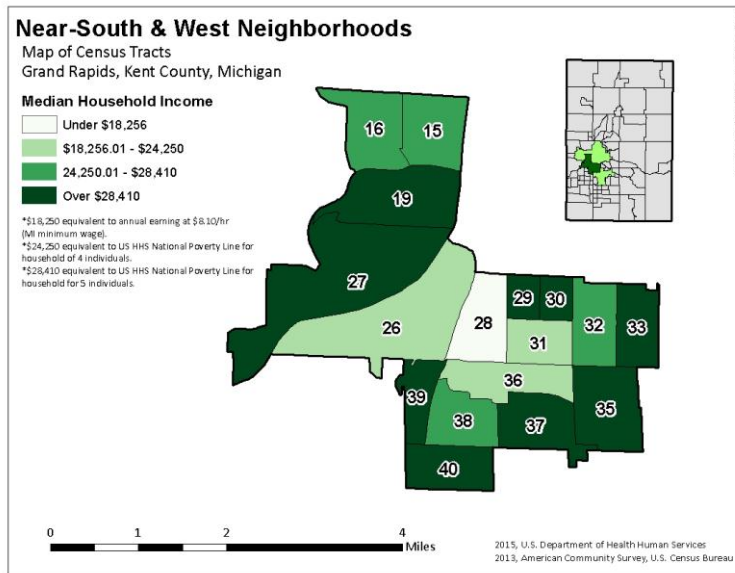 Near-South & West Neighborhoods
Map of Census Tracts
Grand Rapids, Kent County, Michigan
Median Household Income
Under $18,256
$18,256.01 - $24,250
24,250.01 - $28,410
Over $28,410
*$18,250 equivalent to annual earning at $8.10/hr
(MI minimum wage).
*$24,250 equivalent to US HHS National Poverty Line for
household of 4 individuals.
*$28,410 equivalent to US HHS National Poverty Line for
household for 5 individuals.
16
15
19
27
26
28
29
30
31
32
33
36
39
38
37
35
40
0 1 2 4
Miles
2015, U.S. Department of Health Human Services
2013, American Community Survey, U.S. Census Bureau